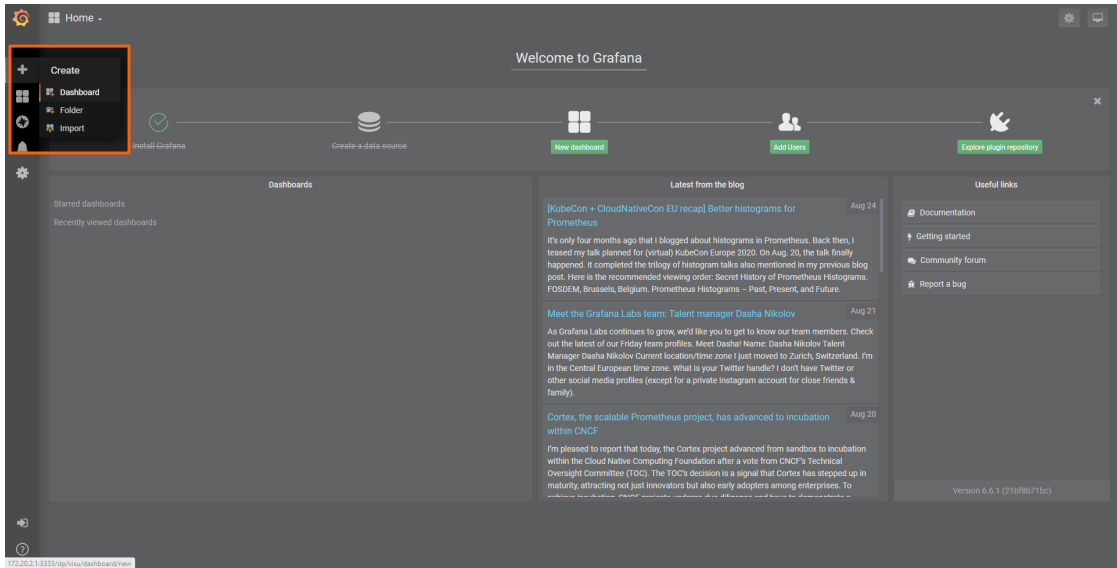 Home
Welcome to Grafana
Create
Dashboard
Folder
Import
Install Grafana
Create a data source
New dashboard
Add Users
Explore plugin repository
Dashboards
Starred dashboards
Recently viewed dashboards
Latest from the blog
[KubeCon + CloudNativeCon EU recap] Better histograms for
Prometheus
Aug 24
It's only four months ago that I blogged about histograms in Prometheus. Back then, I
teased my talk planned for (virtual) KubeCon Europe 2020. On Aug. 20, the talk finally
happened. It completed the trilogy of histogram talks also mentioned in my previous blog
post. Here is the recommended viewing order: Secret History of Prometheus Histograms.
FOSDEM, Brussels, Belgium. Prometheus Histograms – Past, Present, and Future.
Meet the Grafana Labs team: Talent manager Dasha Nikolov
Aug 21
As Grafana Labs continues to grow, we'd like you to get to know our team members. Check
out the latest of our Friday team profiles. Meet Dasha! Name: Dasha Nikolov Talent
Manager Dasha Nikolov Current location/time zone I just moved to Zurich, Switzerland. I'm
in the Central European time zone. What is your Twitter handle? I don't have Twitter or
other social media profiles (except for a private Instagram account for close friends &
family).
Cortex, the scalable Prometheus project, has advanced to incubation
within CNCF
Aug 20
I'm pleased to report that today, the Cortex project advanced from sandbox to incubation
within the Cloud Native Computing Foundation after a vote from CNCF's Technical
Oversight Committee (TOC). The TOC's decision is a signal that Cortex has stepped up in
maturity, attracting not just innovators but also early adopters among enterprises. To
Useful links
Documentation
Getting started
Community forum
Report a bug
Version 6.6.1 (21bf8b71bc)
172.20.2.1:3333/dp/visu/dashboard/new